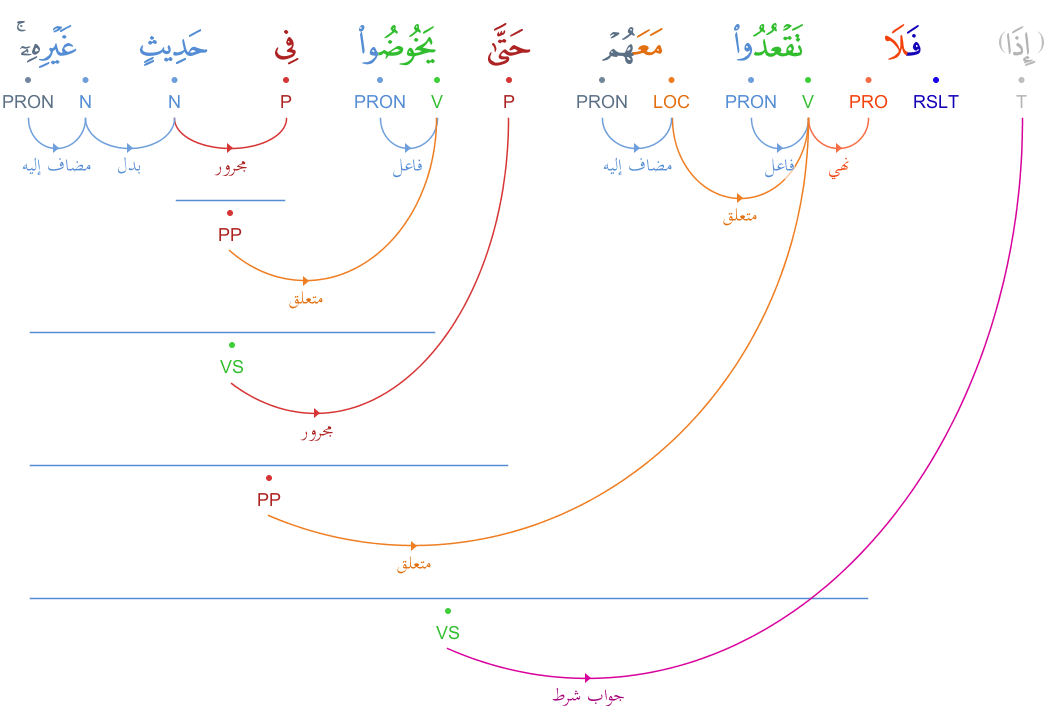 (إِذَا) فَلَا تَقْعُدُوا۟ مَعَهُمْ حَتَّىٰ يَخُوضُوا۟ فِى حَدِيثٍ غَيْرِهِۦٓ ۚ
T RSLT PRO V PRON LOC PRON P V PRON P N N PRON
نهي فاعل مضاف إليه فاعل مجرور بدل مضاف إليه
متعلق
PP
متعلق
VS
مجرور
PP
متعلق
VS
جواب شرط